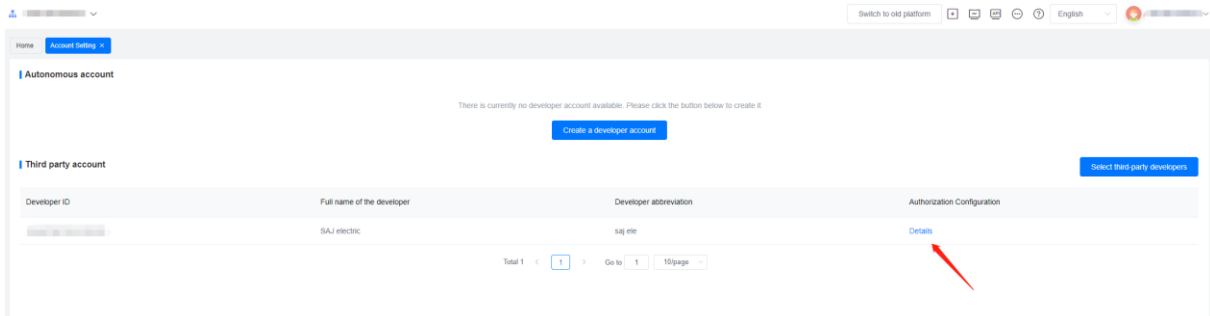 Switch to old platform English
Home Account Setting ×
Autonomous account
There is currently no developer account available. Please click the button below to create it
Create a developer account
Third party account
Select third-party developers
Developer ID Full name of the developer Developer abbreviation Authorization Configuration
SAJ electric saj ele Details
Total 1 < 1 > Go to 1 10/page